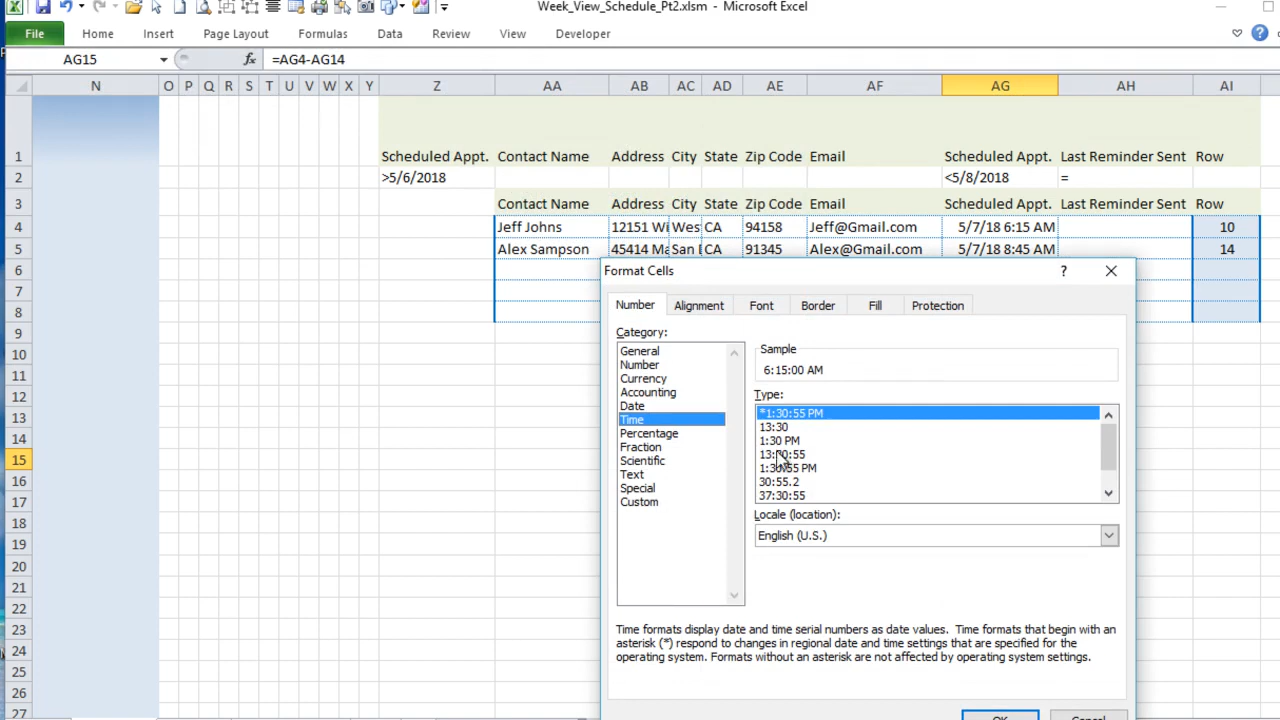 Week_View_Schedule_Pt2.xlsm - Microsoft Excel
File Home Insert Page Layout Formulas Data Review View Developer
AG15 fx =AG4-AG14
N O P Q R S T U V W X Y Z AA AB AC AD AE AF AG AH AI
1 Scheduled Appt. Contact Name Address City State Zip Code Email Scheduled Appt. Last Reminder Sent Row
2 >5/6/2018 <5/8/2018 =
3 Contact Name Address City State Zip Code Email Scheduled Appt. Last Reminder Sent Row
4 Jeff Johns 12151 Wi Wes CA 94158 Jeff@Gmail.com 5/7/18 6:15 AM 10
5 Alex Sampson 45414 Ma San CA 91345 Alex@Gmail.com 5/7/18 8:45 AM 14
6
7
8
9
10
11
12
13
14
15
16
17
18
19
20
21
22
23
24
25
26
27
Format Cells ?
Number Alignment Font Border Fill Protection
Category:
General
Number
Currency
Accounting
Date
Time
Percentage
Fraction
Scientific
Text
Special
Custom
Sample
6:15:00 AM
Type:
*1:30:55 PM
13:30
1:30 PM
13:30:55
1:30:55 PM
30:55.2
37:30:55
Locale (location):
English (U.S.)
Time formats display date and time serial numbers as date values. Time formats that begin with an
asterisk (*) respond to changes in regional date and time settings that are specified for the
operating system. Formats without an asterisk are not affected by operating system settings.
OK Cancel